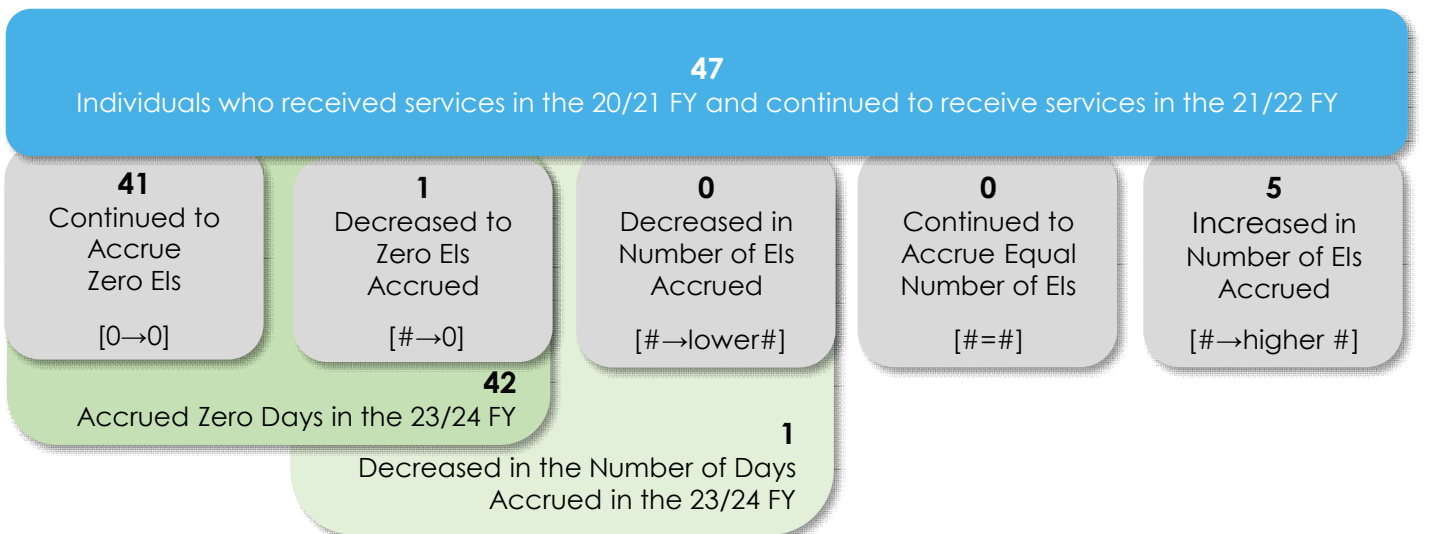 47
Individuals who received services in the 20/21 FY and continued to receive services in the 21/22 FY
41
Continued to
Accrue
Zero EIs
[0→0]
1
Decreased to
Zero EIs
Accrued
[#→0]
0
Decreased in
Number of EIs
Accrued
[#→lower#]
0
Continued to
Accrue Equal
Number of EIs
[#=#]
5
Increased in
Number of EIs
Accrued
[#→higher #]
42
Accrued Zero Days in the 23/24 FY
1
Decreased in the Number of Days
Accrued in the 23/24 FY